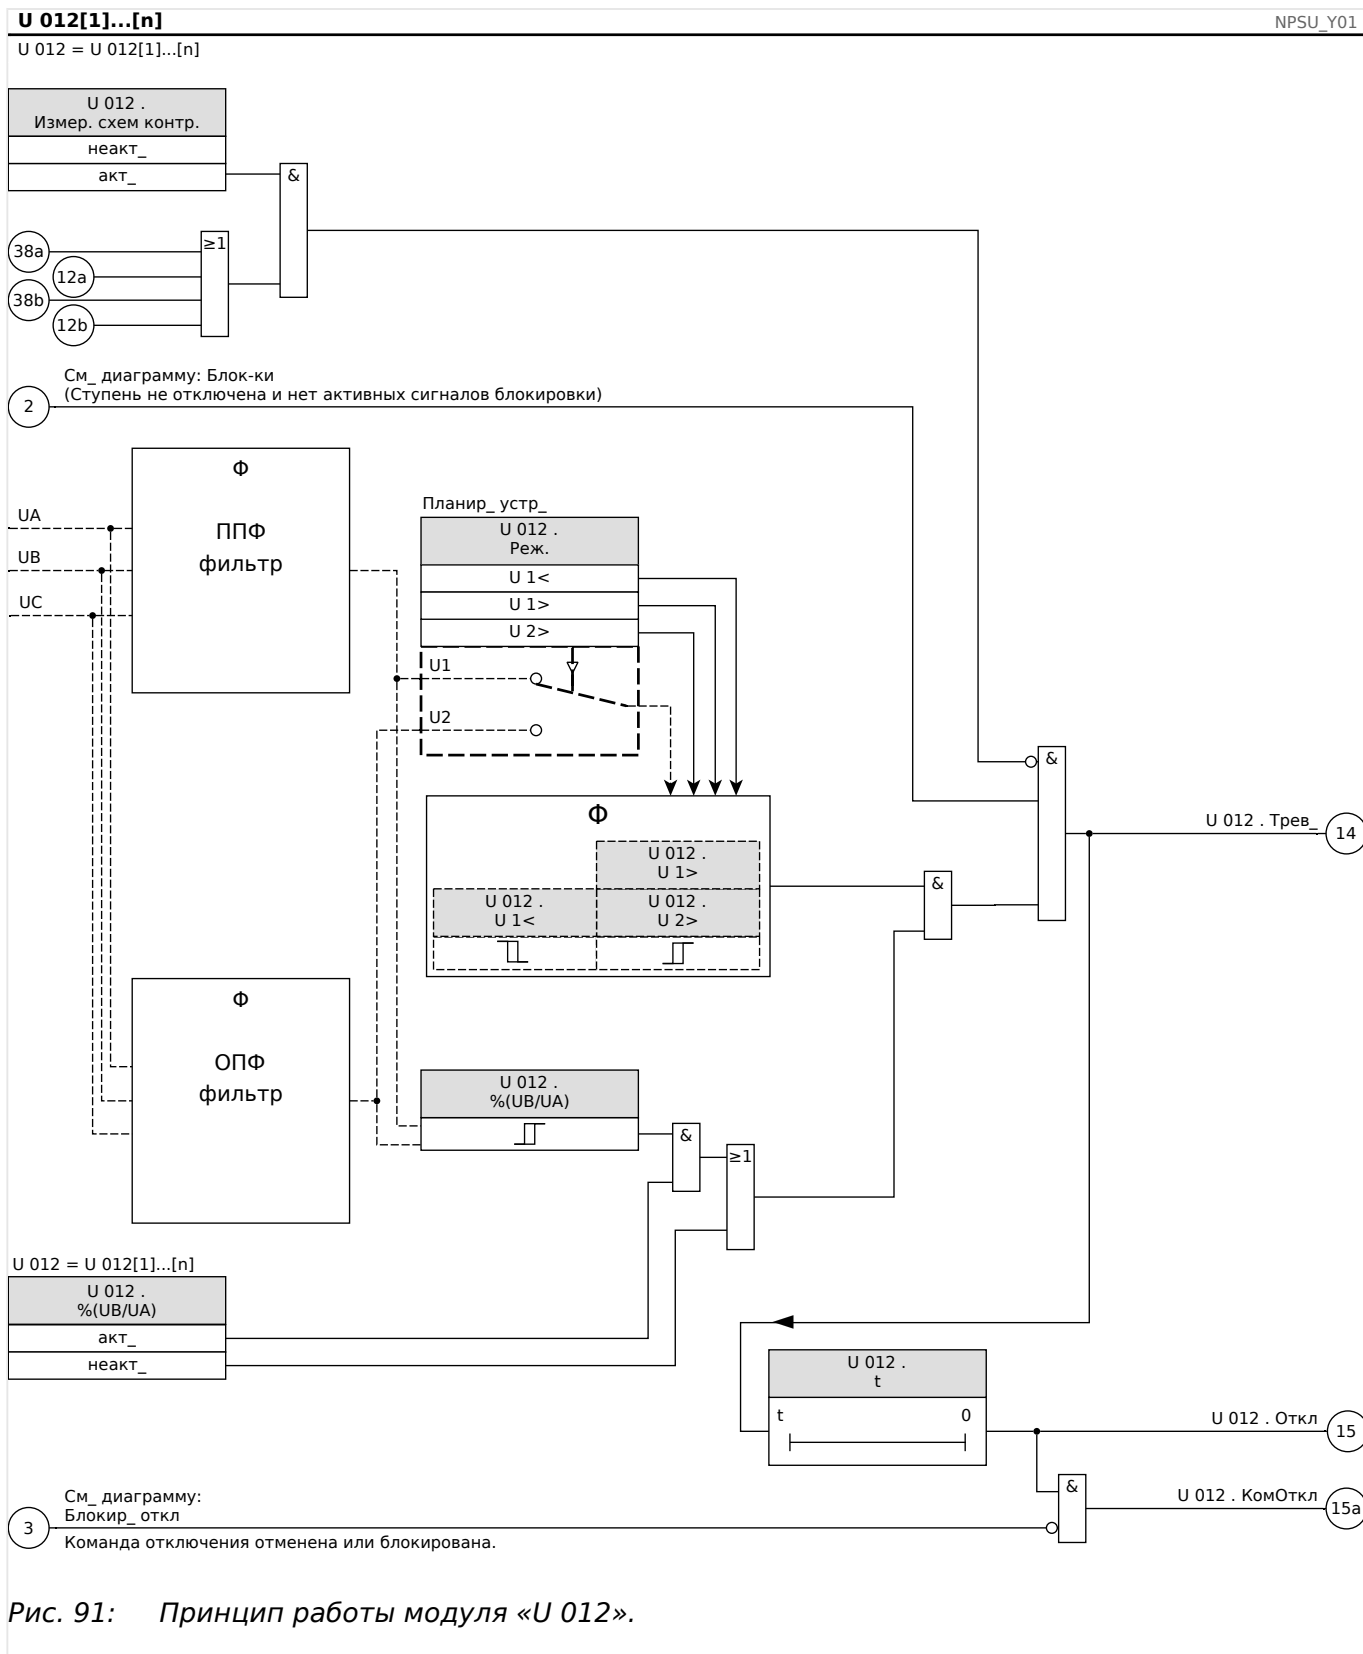 U 012[1]...[n]
NPSU_Y01
U 012 = U 012[1]...[n]
U 012 .
Измер. схем контр.
неакт_
акт_
&
≥1
38a
12a
38b
12b
См_ диаграмму: Блок-ки
(Ступень не отключена и нет активных сигналов блокировки)
2
Φ
ППФ
фильтр
UA
UB
UC
Планир_ устр_
U 012 .
Реж.
U 1<
U 1>
U 2>
U1
U2
&
Φ
U 012 .
U 1>
U 012 .
U 1<
U 012 .
U 2>
&
U 012 . Трев_
14
Φ
ОПФ
фильтр
U 012 .
%(UB/UA)
&
≥1
U 012 = U 012[1]...[n]
U 012 .
%(UB/UA)
акт_
неакт_
U 012 .
t
t
0
U 012 . Откл
15
&
U 012 . КомОткл
15a
См_ диаграмму:
Блокир_ откл
3
Команда отключения отменена или блокирована.
Рис. 91: Принцип работы модуля «U 012».